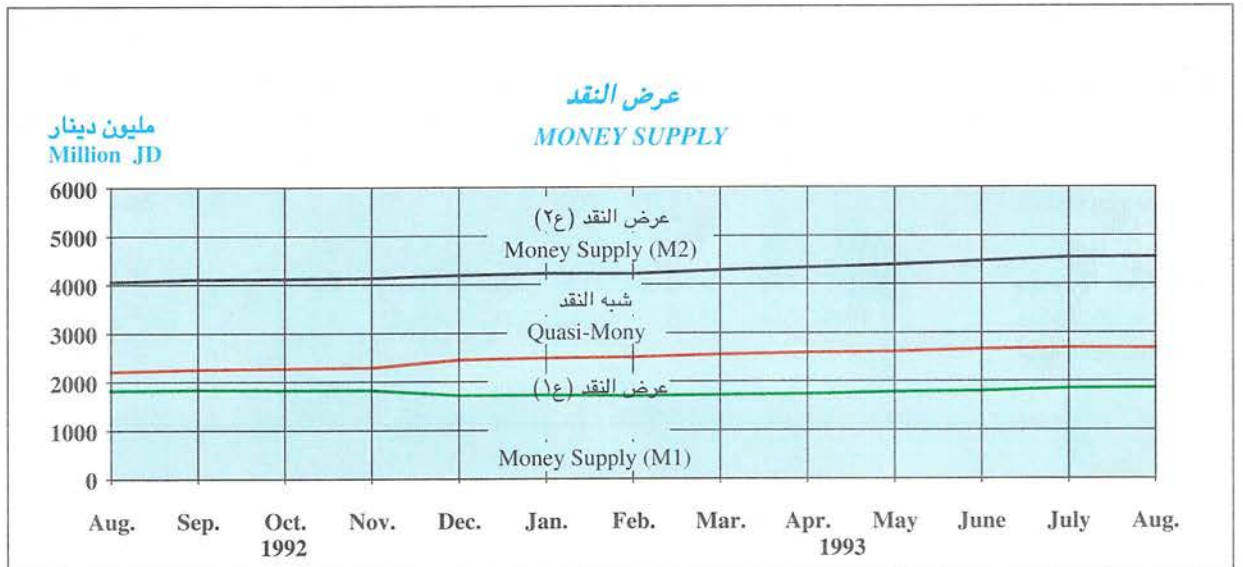 عرض النقد
MONEY SUPPLY
مليون دينار
Million JD
6000
5000
4000
3000
2000
1000
0
عرض النقد (ع٢)
Money Supply (M2)
شبه النقد
Quasi-Mony
عرض النقد (ع١)
Money Supply (M1)
Aug. Sep. Oct. Nov. Dec. Jan. Feb. Mar. Apr. May June July Aug.
1992 1993